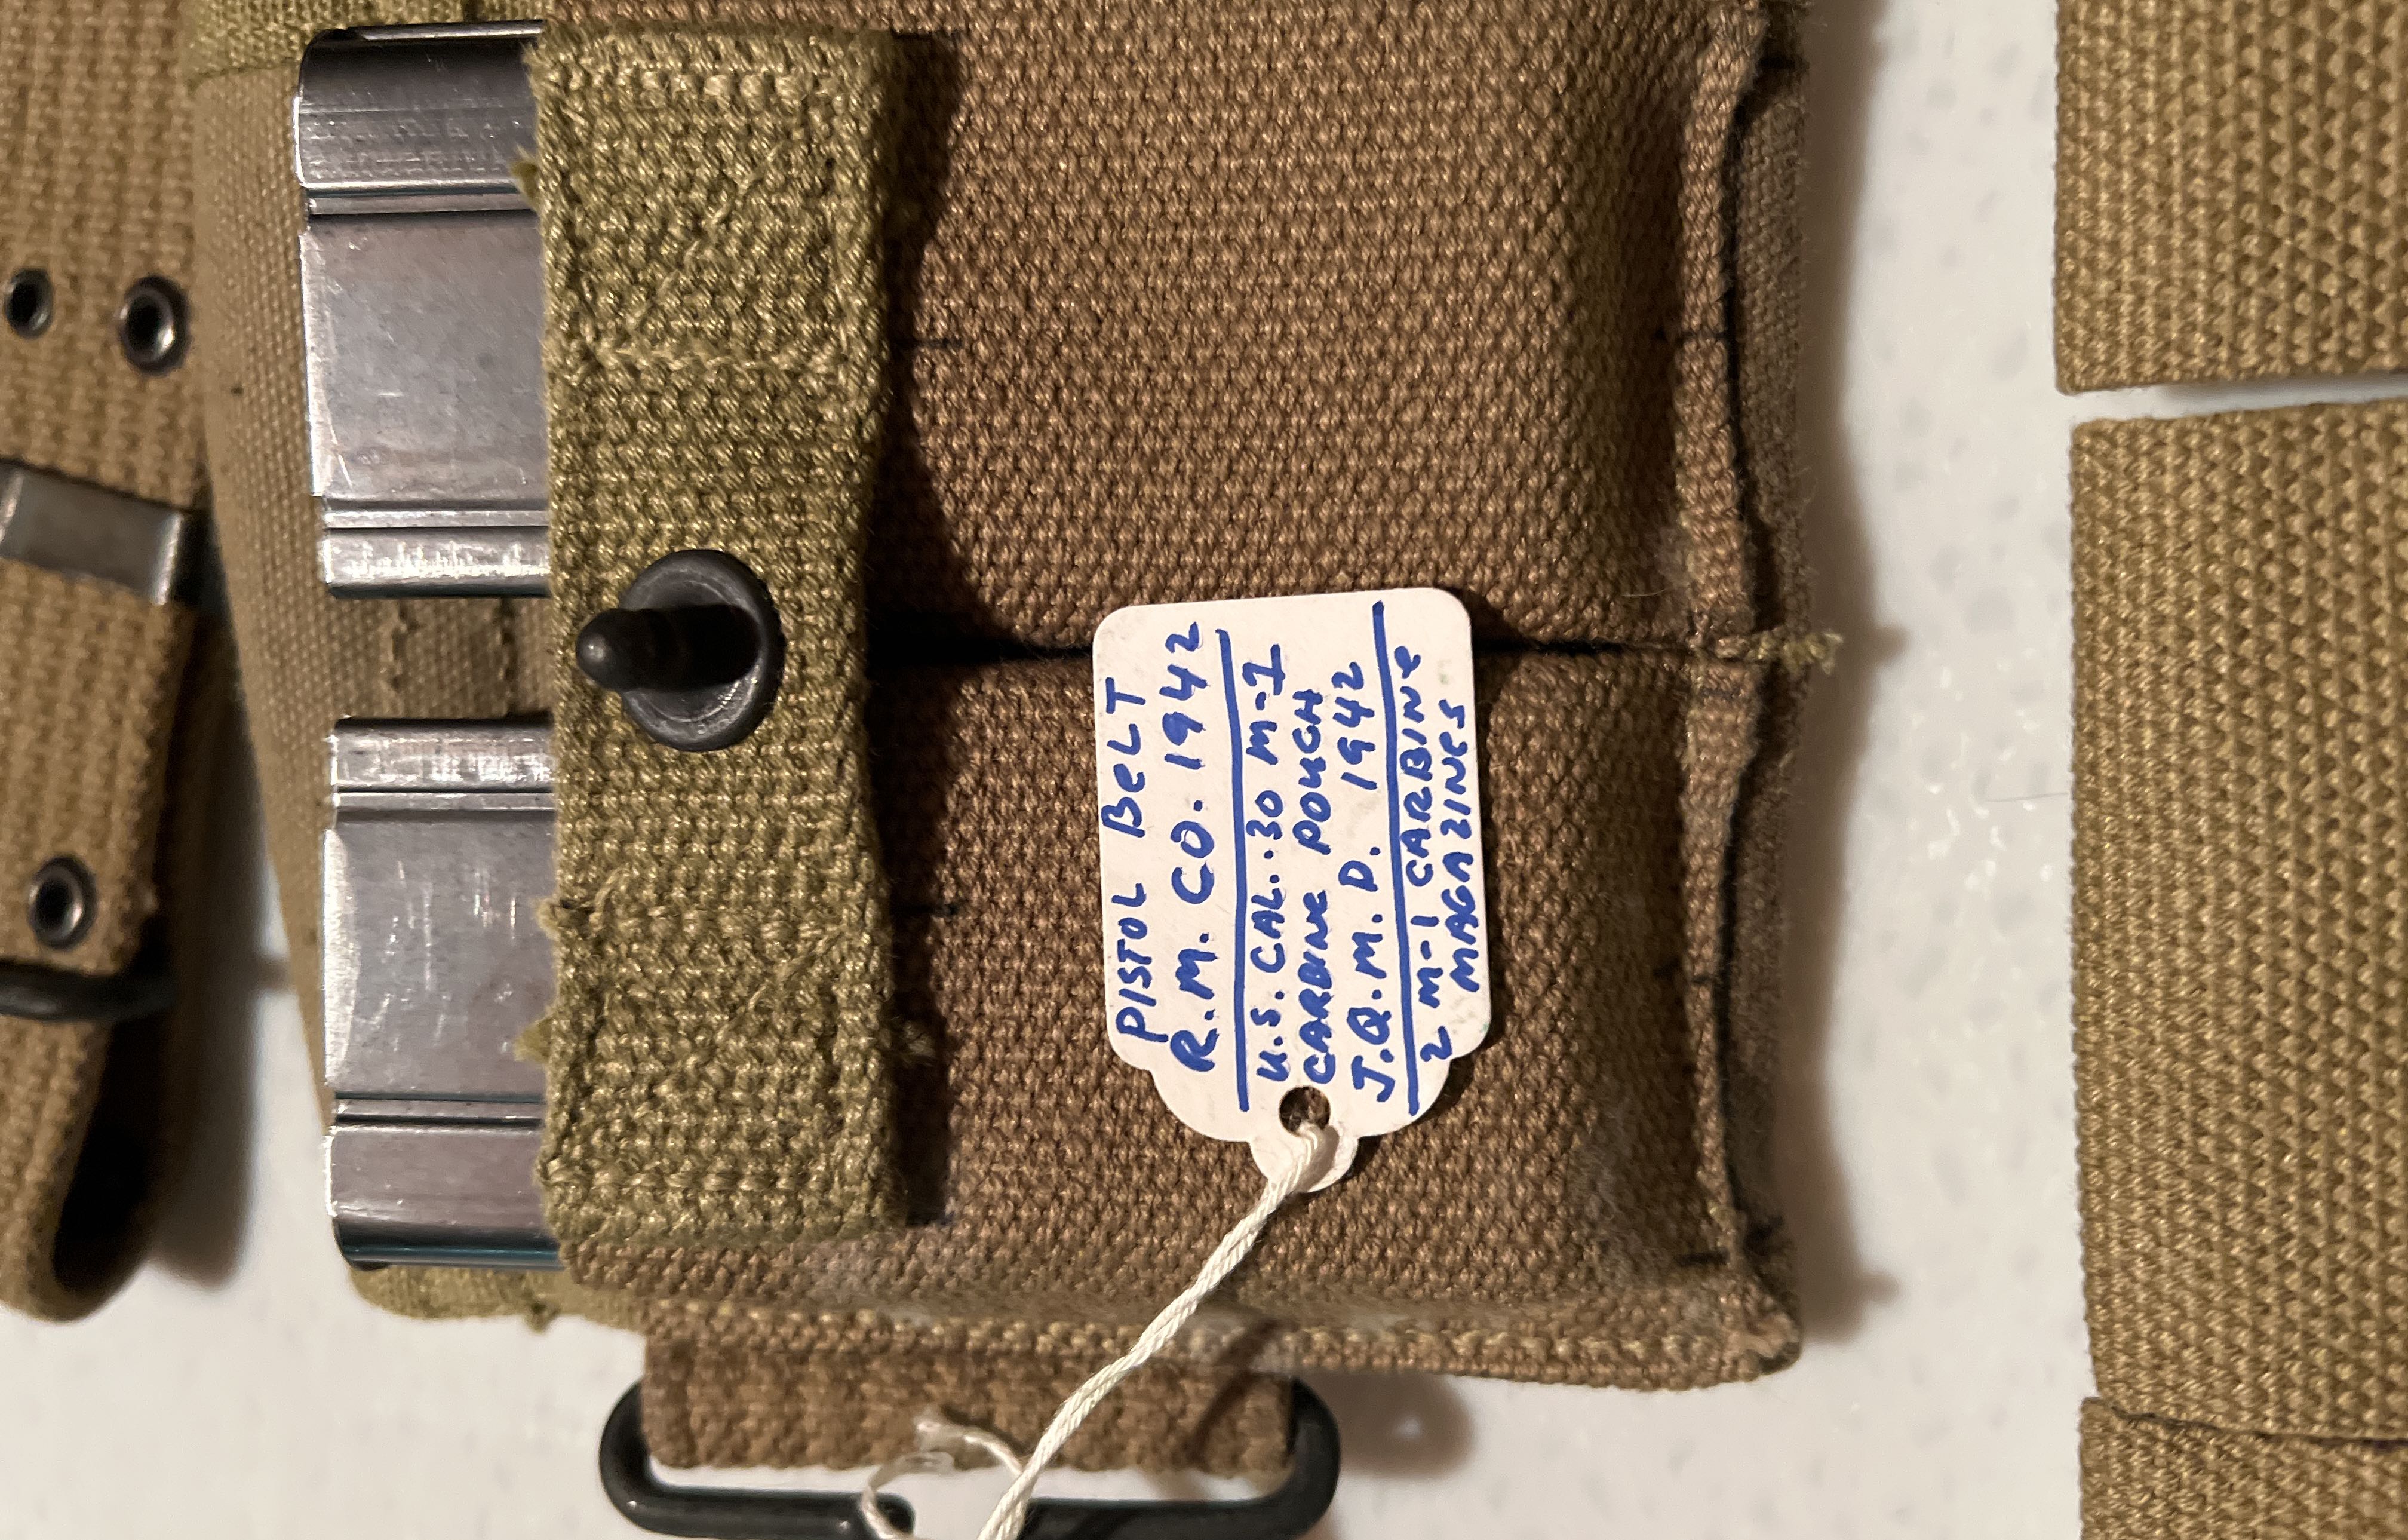 PISTOL BELT
R.M. CO. 1942
U.S. CAL. .30 M-1
CARBINE POUCH
J.Q.M.D. 1942
2 M-1 CARBINE
MAGAZINES